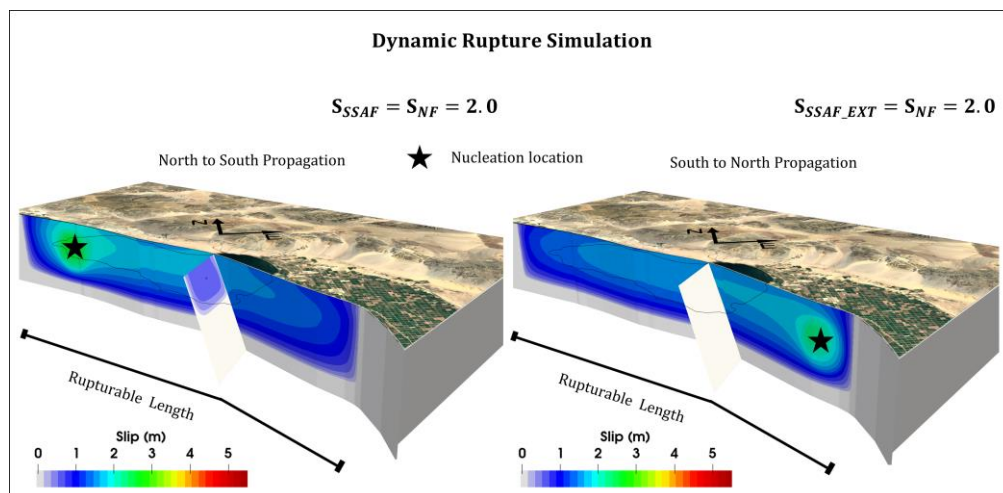 Dynamic Rupture Simulation
S_SSAF = S_NF = 2.0
S_SSAF_EXT = S_NF = 2.0
North to South Propagation
Nucleation location
South to North Propagation
N
E
N
E
Rupturable Length
Rupturable Length
Slip (m)
0 1 2 3 4 5
Slip (m)
0 1 2 3 4 5